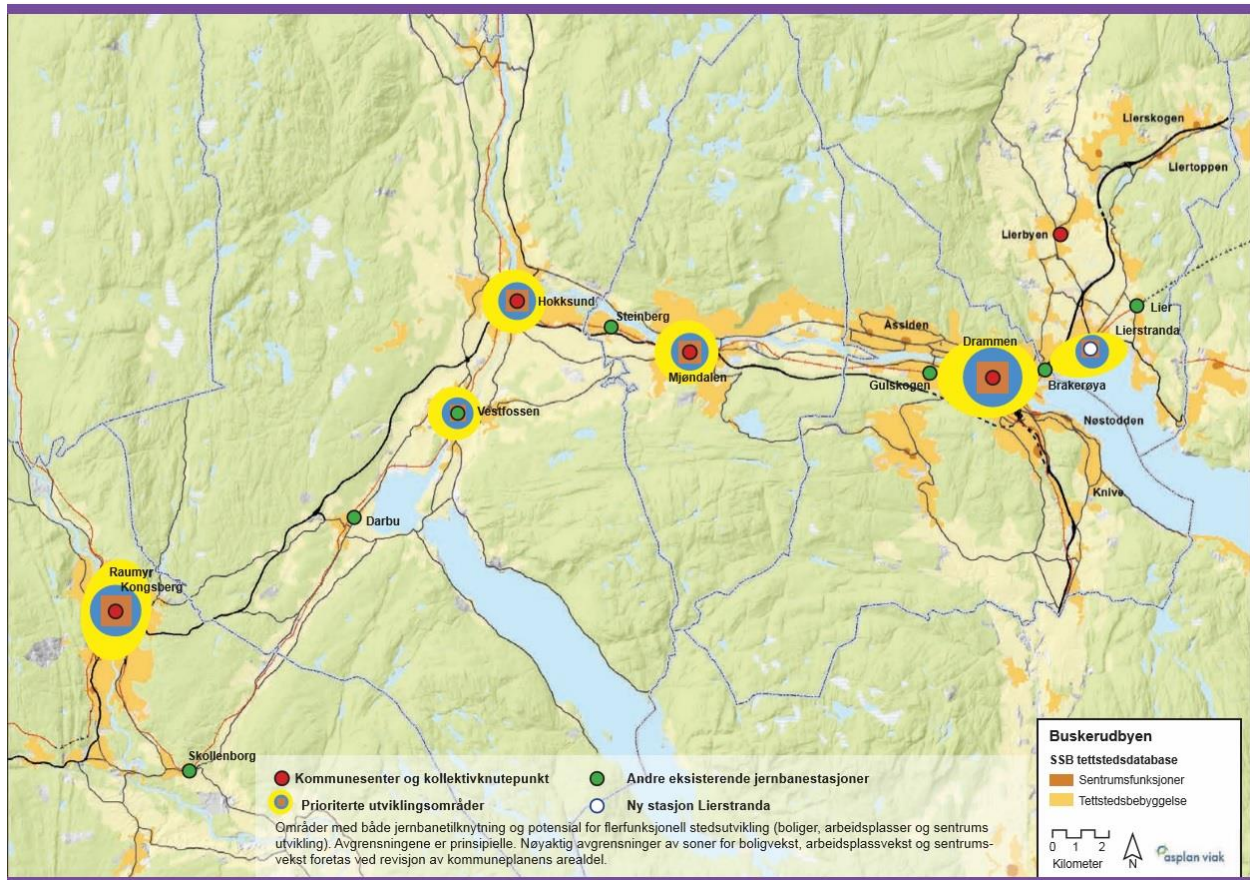 Lierskogen
Liertoppen
Lierbyen
Lier
Hokksund
Steinberg
Assiden
Lierstranda
Drammen
Mjøndalen
Gulskogen
Brakerøya
Vestfossen
Nøstodden
Knive
Darbu
Raumyr
Kongsberg
Skollenborg
Kommunesenter og kollektivknutepunkt
Andre eksisterende jernbanestasjoner
Prioriterte utviklingsområder
Ny stasjon Lierstranda
Områder med både jernbanetilknytning og potensial for flerfunksjonell stedsutvikling (boliger, arbeidsplasser og sentrums
utvikling). Avgrensningene er prinsipielle. Nøyaktig avgrensninger av soner for boligvekst, arbeidsplassvekst og sentrums-
vekst foretas ved revisjon av kommuneplanens arealdel.
Buskerudbyen
SSB tettstedsdatabase
Sentrumsfunksjoner
Tettstedsbebyggelse
0 1 2
Kilometer
N
asplan viak